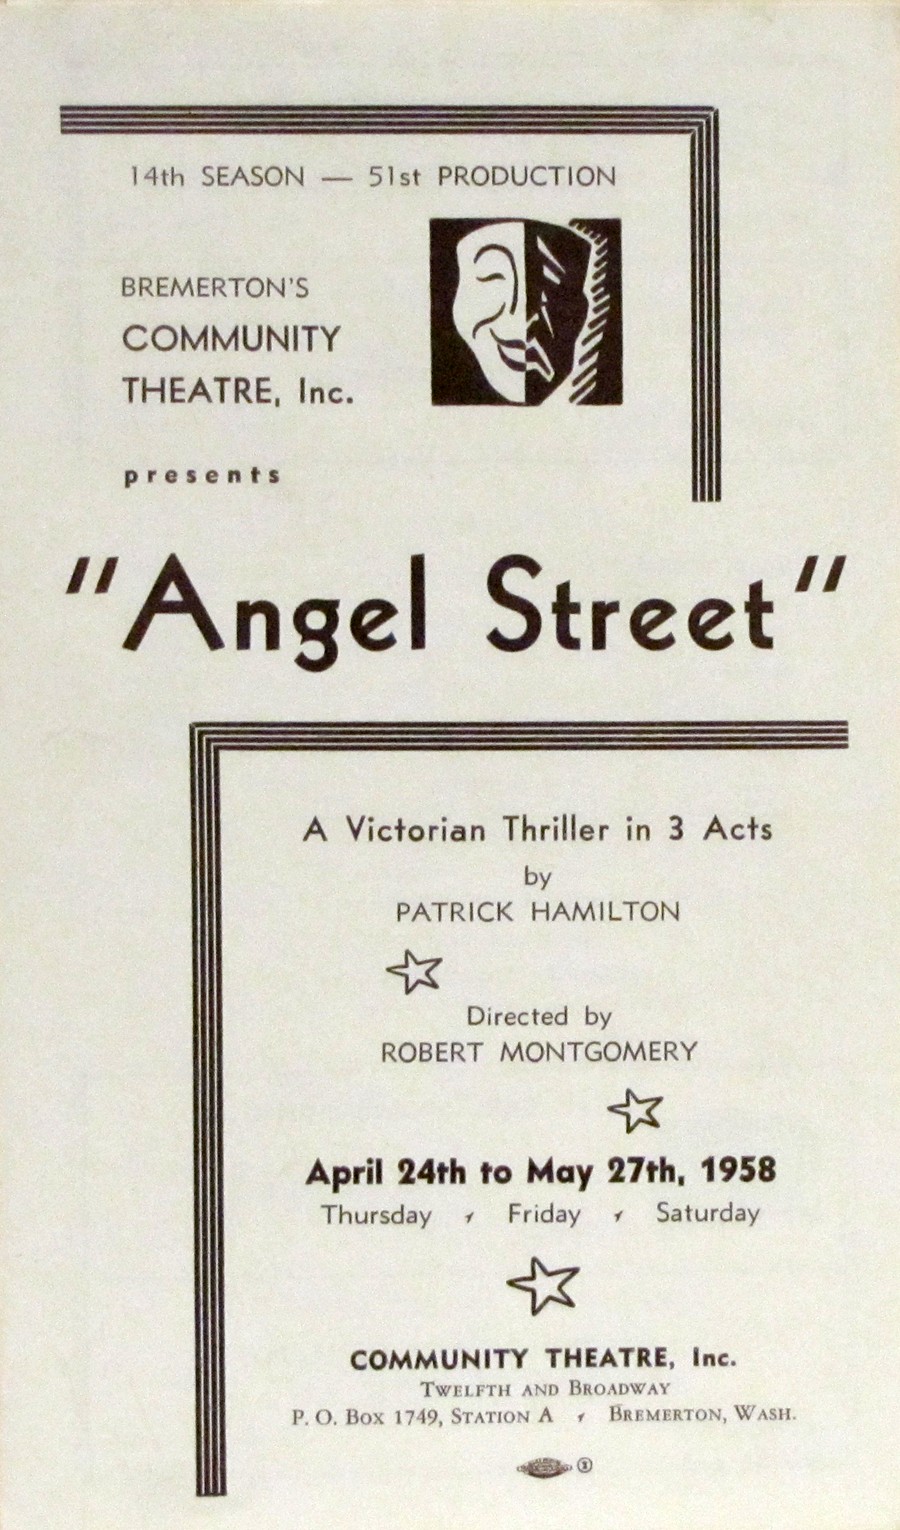 14th SEASON — 51st PRODUCTION
BREMERTON'S
COMMUNITY
THEATRE, Inc.
presents
"Angel Street"
A Victorian Thriller in 3 Acts
by
PATRICK HAMILTON
Directed by
ROBERT MONTGOMERY
April 24th to May 27th, 1958
Thursday Friday Saturday
COMMUNITY THEATRE, Inc.
TWELFTH AND BROADWAY
P. O. BOX 1749, STATION A BREMERTON, WASH.